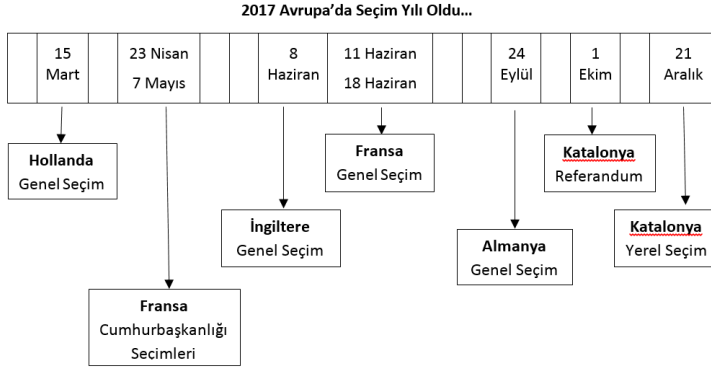 2017 Avrupa'da Seçim Yılı Oldu…
15
Mart
23 Nisan
7 Mayıs
8
Haziran
11 Haziran
18 Haziran
24
Eylül
1
Ekim
21
Aralık
Hollanda
Genel Seçim
Fransa
Cumhurbaşkanlığı
Seçimleri
İngiltere
Genel Seçim
Fransa
Genel Seçim
Almanya
Genel Seçim
Katalonya
Referandum
Katalonya
Yerel Seçim